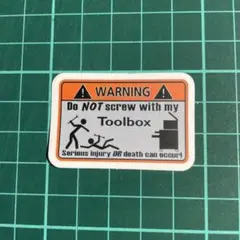 WARNING
Do NOT screw with my
Toolbox
Serious injury OR death can occur!